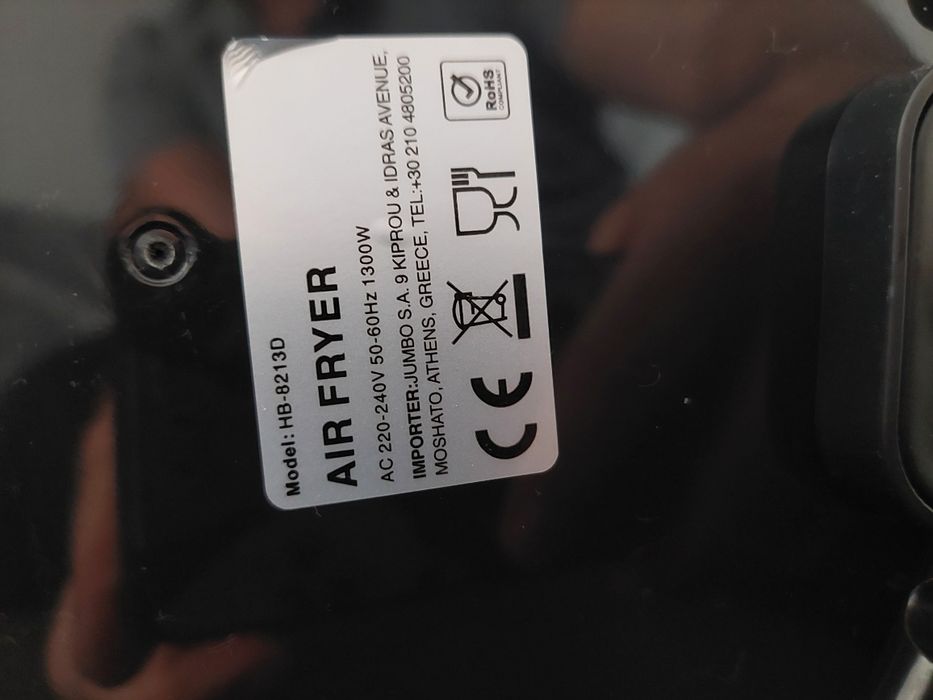 Model: HB-8213D
AIR FRYER
AC 220-240V 50-60Hz 1300W
IMPORTER:JUMBO S.A. 9 KIPROU & IDRAS AVENUE,
MOSHATO, ATHENS, GREECE, TEL:+30 210 4805200
CE
RoHS
COMPLIANT